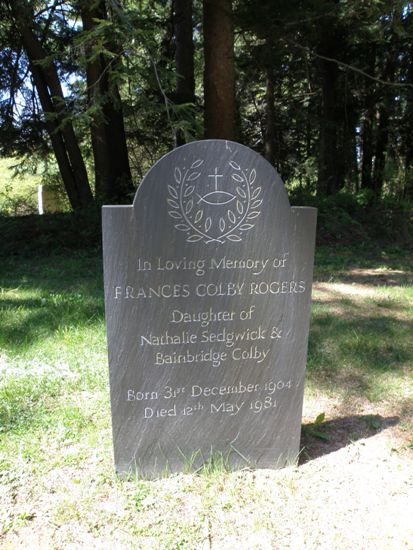 In Loving Memory of
FRANCES COLBY ROGERS
Daughter of
Nathalie Sedgwick &
Bainbridge Colby
Born 31st December 1904
Died 12th May 1981